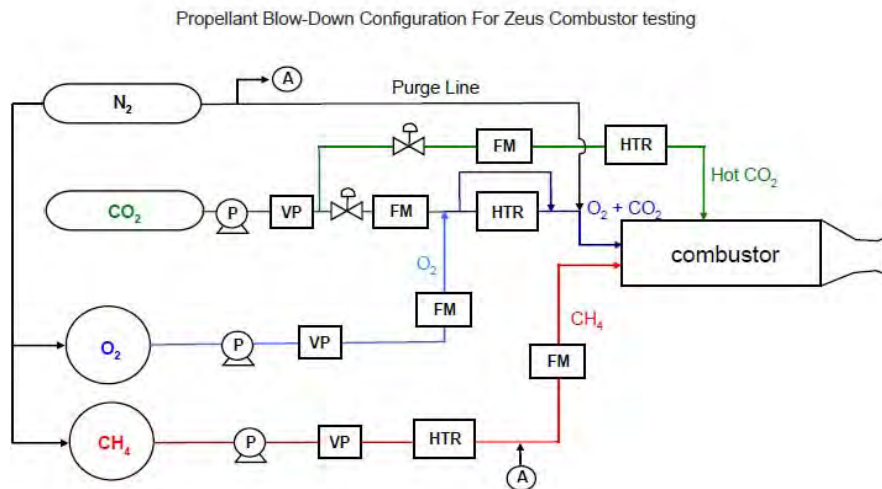 Propellant Blow-Down Configuration For Zeus Combustor testing
A
N₂
Purge Line
FM
HTR
Hot CO₂
CO₂
P
VP
FM
HTR
O₂ + CO₂
combustor
O₂
FM
CH₄
O₂
P
VP
FM
CH₄
P
VP
HTR
A